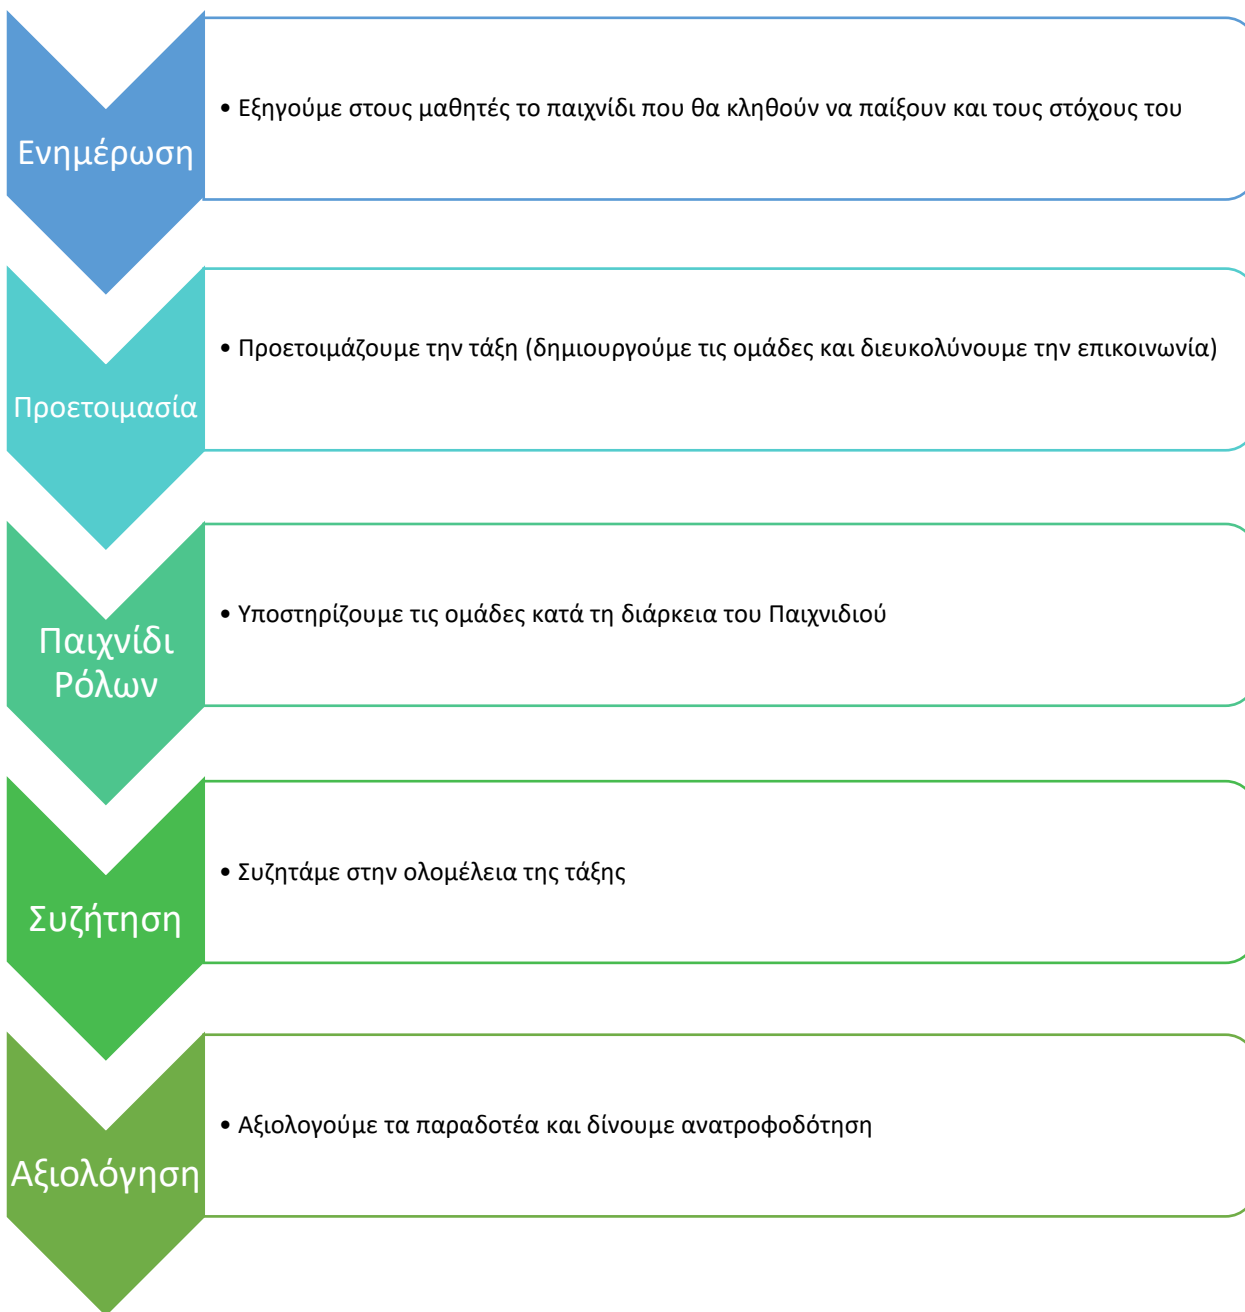 Ενημέρωση
• Εξηγούμε στους μαθητές το παιχνίδι που θα κληθούν να παίξουν και τους στόχους του
Προετοιμασία
• Προετοιμάζουμε την τάξη (δημιουργούμε τις ομάδες και διευκολύνουμε την επικοινωνία)
Παιχνίδι
Ρόλων
• Υποστηρίζουμε τις ομάδες κατά τη διάρκεια του Παιχνιδιού
Συζήτηση
• Συζητάμε στην ολομέλεια της τάξης
Αξιολόγηση
• Αξιολογούμε τα παραδοτέα και δίνουμε ανατροφοδότηση